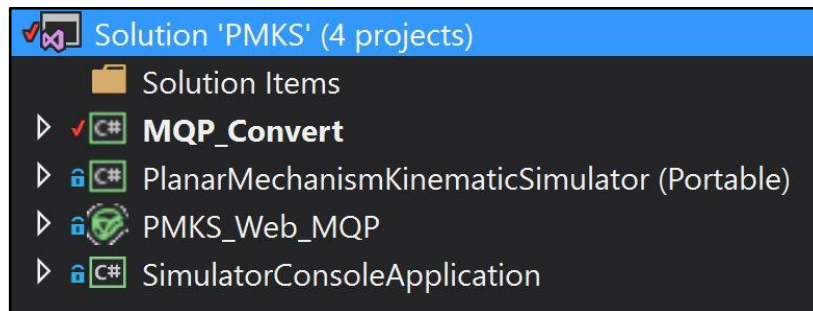 Solution 'PMKS' (4 projects)
Solution Items
C# MQP_Convert
C# PlanarMechanismKinematicSimulator (Portable)
PMKS_Web_MQP
C# SimulatorConsoleApplication